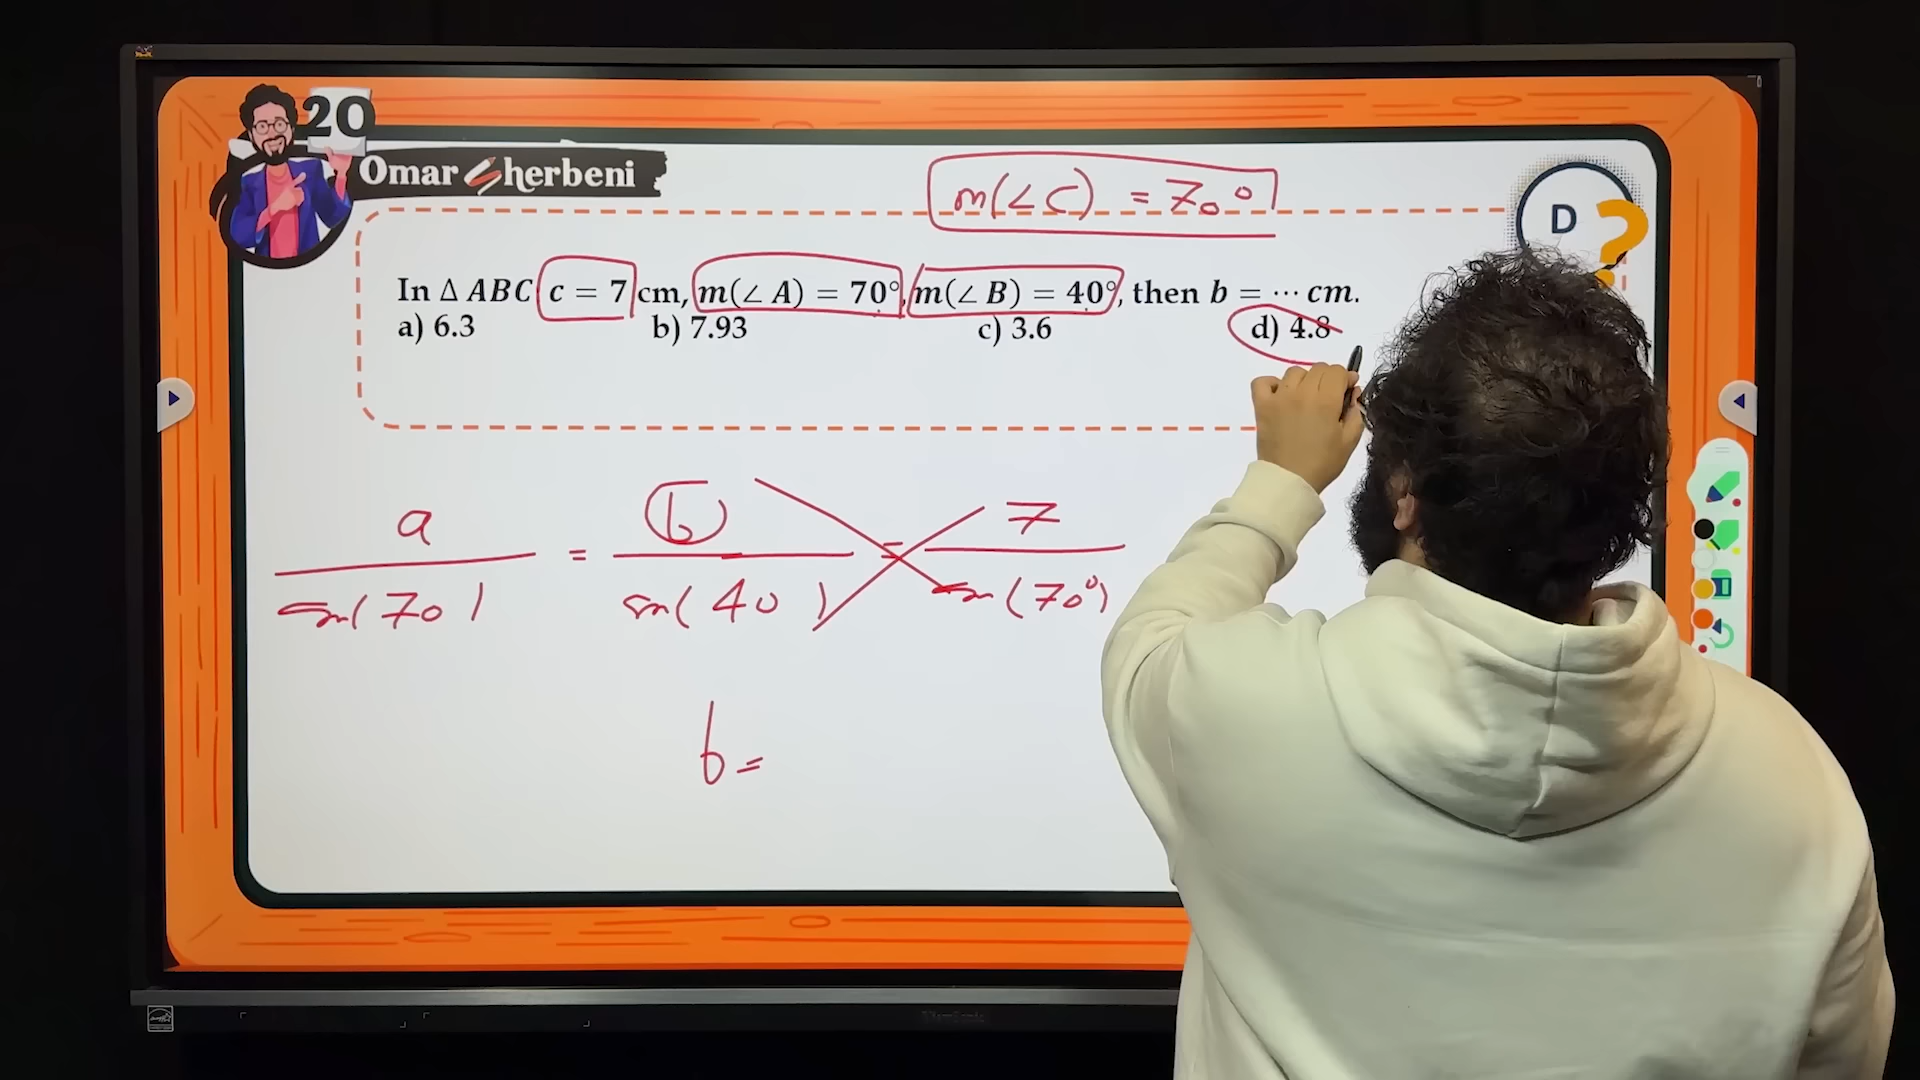 20
Omar Sherbeni
m(∠C) = 70°
D
?
In Δ ABC c = 7 cm, m(∠ A) = 70°, m(∠ B) = 40°, then b = ⋯ cm.
a) 6.3 b) 7.93 c) 3.6 d) 4.8
a = b = 7
sin(70) sin(40) sin(70°)
b =